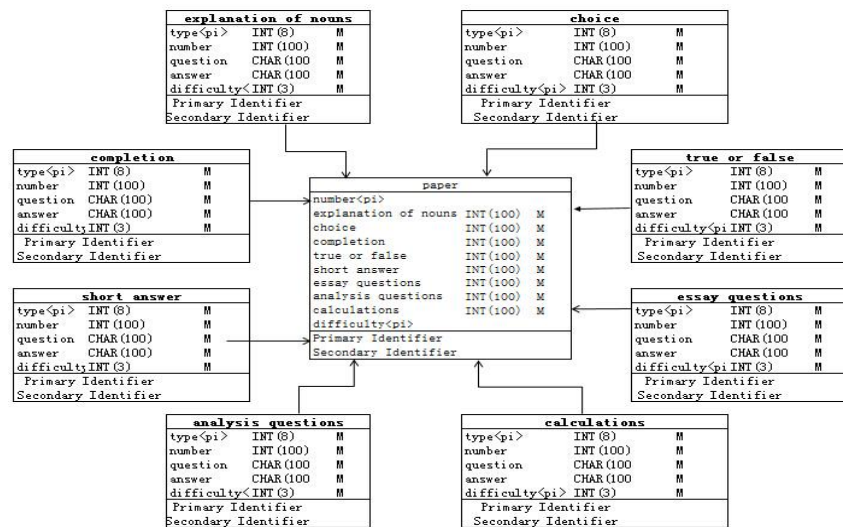 explanation of nouns
type<pi> INT(8) M
number INT(100) M
question CHAR(100 M
answer CHAR(100 M
difficulty< INT(3) M
Primary Identifier
Secondary Identifier
choice
type<pi> INT(8) M
number INT(100) M
question CHAR(100 M
answer CHAR(100 M
difficulty<pi> INT(3) M
Primary Identifier
Secondary Identifier
completion
type<pi> INT(8) M
number INT(100) M
question CHAR(100) M
answer CHAR(100) M
difficulty INT(3) M
Primary Identifier
Secondary Identifier
paper
number<pi>
explanation of nouns INT(100) M
choice INT(100) M
completion INT(100) M
true or false INT(100) M
short answer INT(100) M
essay questions INT(100) M
analysis questions INT(100) M
calculations INT(100) M
difficulty<pi>
Primary Identifier
Secondary Identifier
true or false
type<pi> INT(8) M
number INT(100) M
question CHAR(100 M
answer CHAR(100 M
difficulty<pi INT(3) M
Primary Identifier
Secondary Identifier
short answer
type<pi> INT(8) M
number INT(100) M
question CHAR(100) M
answer CHAR(100) M
difficulty INT(3) M
Primary Identifier
Secondary Identifier
essay questions
type<pi> INT(8) M
number INT(100) M
question CHAR(100 M
answer CHAR(100 M
difficulty<pi INT(3) M
Primary Identifier
Secondary Identifier
analysis questions
type<pi> INT(8) M
number INT(100) M
question CHAR(100 M
answer CHAR(100 M
difficulty< INT(3) M
Primary Identifier
Secondary Identifier
calculations
type<pi> INT(8) M
number INT(100) M
question CHAR(100 M
answer CHAR(100 M
difficulty<pi> INT(3) M
Primary Identifier
Secondary Identifier